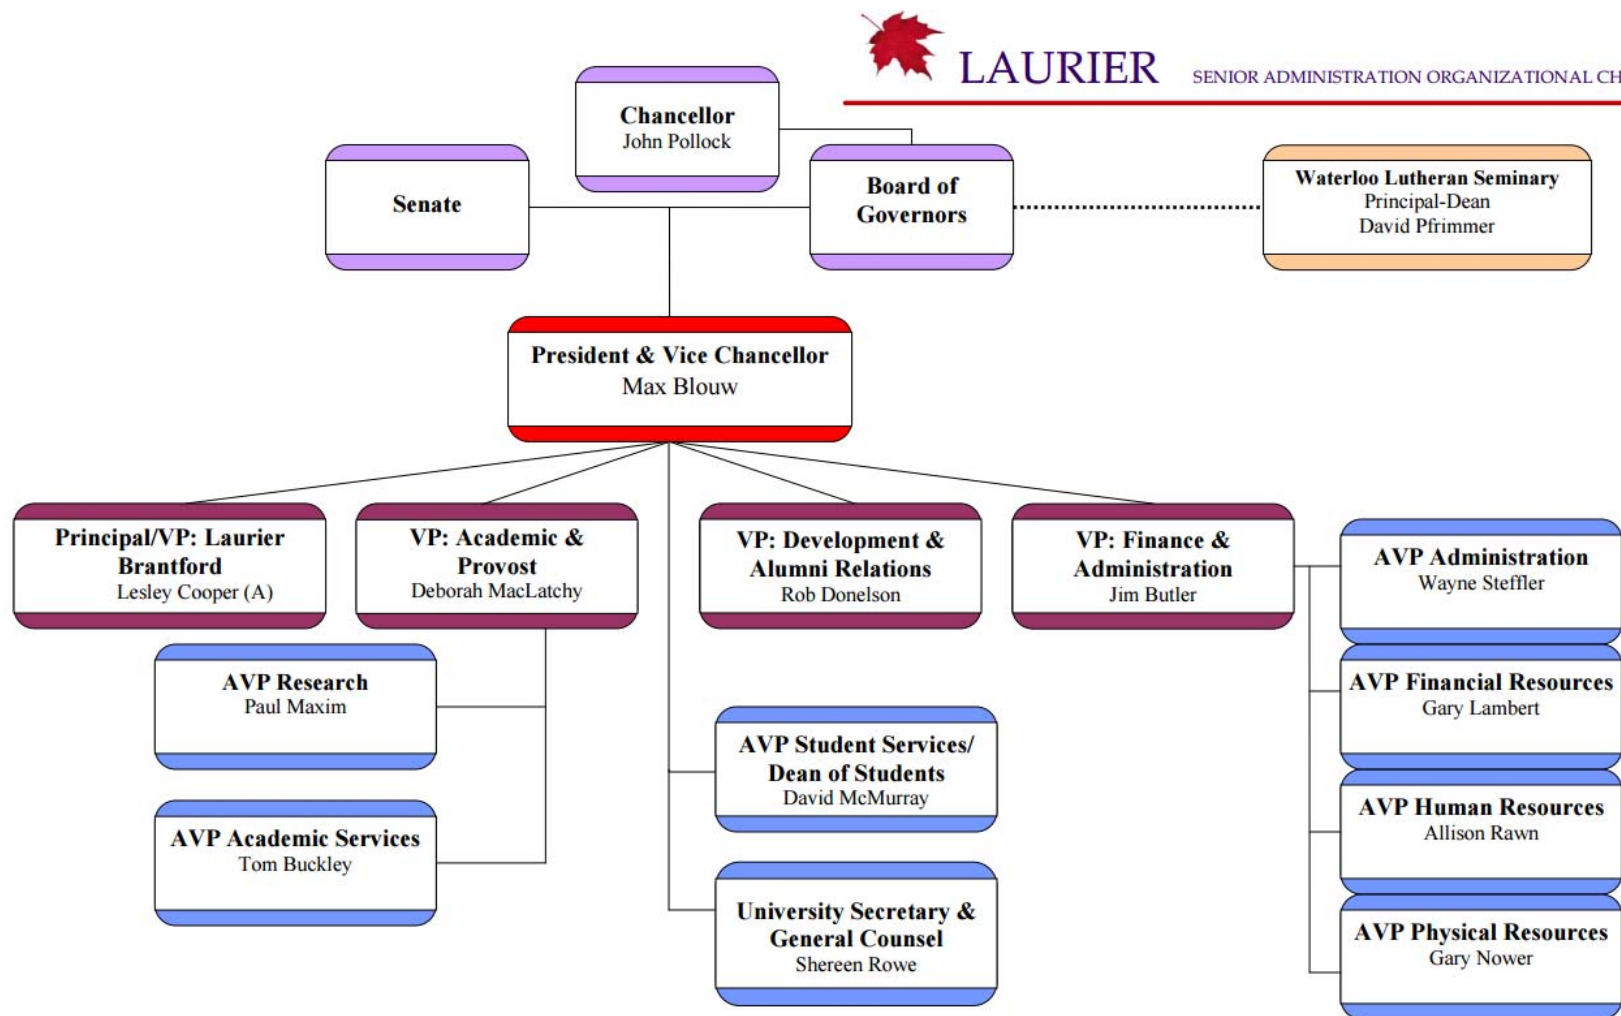 LAURIER SENIOR ADMINISTRATION ORGANIZATIONAL CH
Chancellor
John Pollock
Senate
Board of
Governors
Waterloo Lutheran Seminary
Principal-Dean
David Pfrimmer
President & Vice Chancellor
Max Blouw
Principal/VP: Laurier
Brantford
Lesley Cooper (A)
VP: Academic &
Provost
Deborah MacLatchy
VP: Development &
Alumni Relations
Rob Donelson
VP: Finance &
Administration
Jim Butler
AVP Administration
Wayne Steffler
AVP Research
Paul Maxim
AVP Financial Resources
Gary Lambert
AVP Student Services/
Dean of Students
David McMurray
AVP Human Resources
Allison Rawn
AVP Academic Services
Tom Buckley
University Secretary &
General Counsel
Shereen Rowe
AVP Physical Resources
Gary Nower